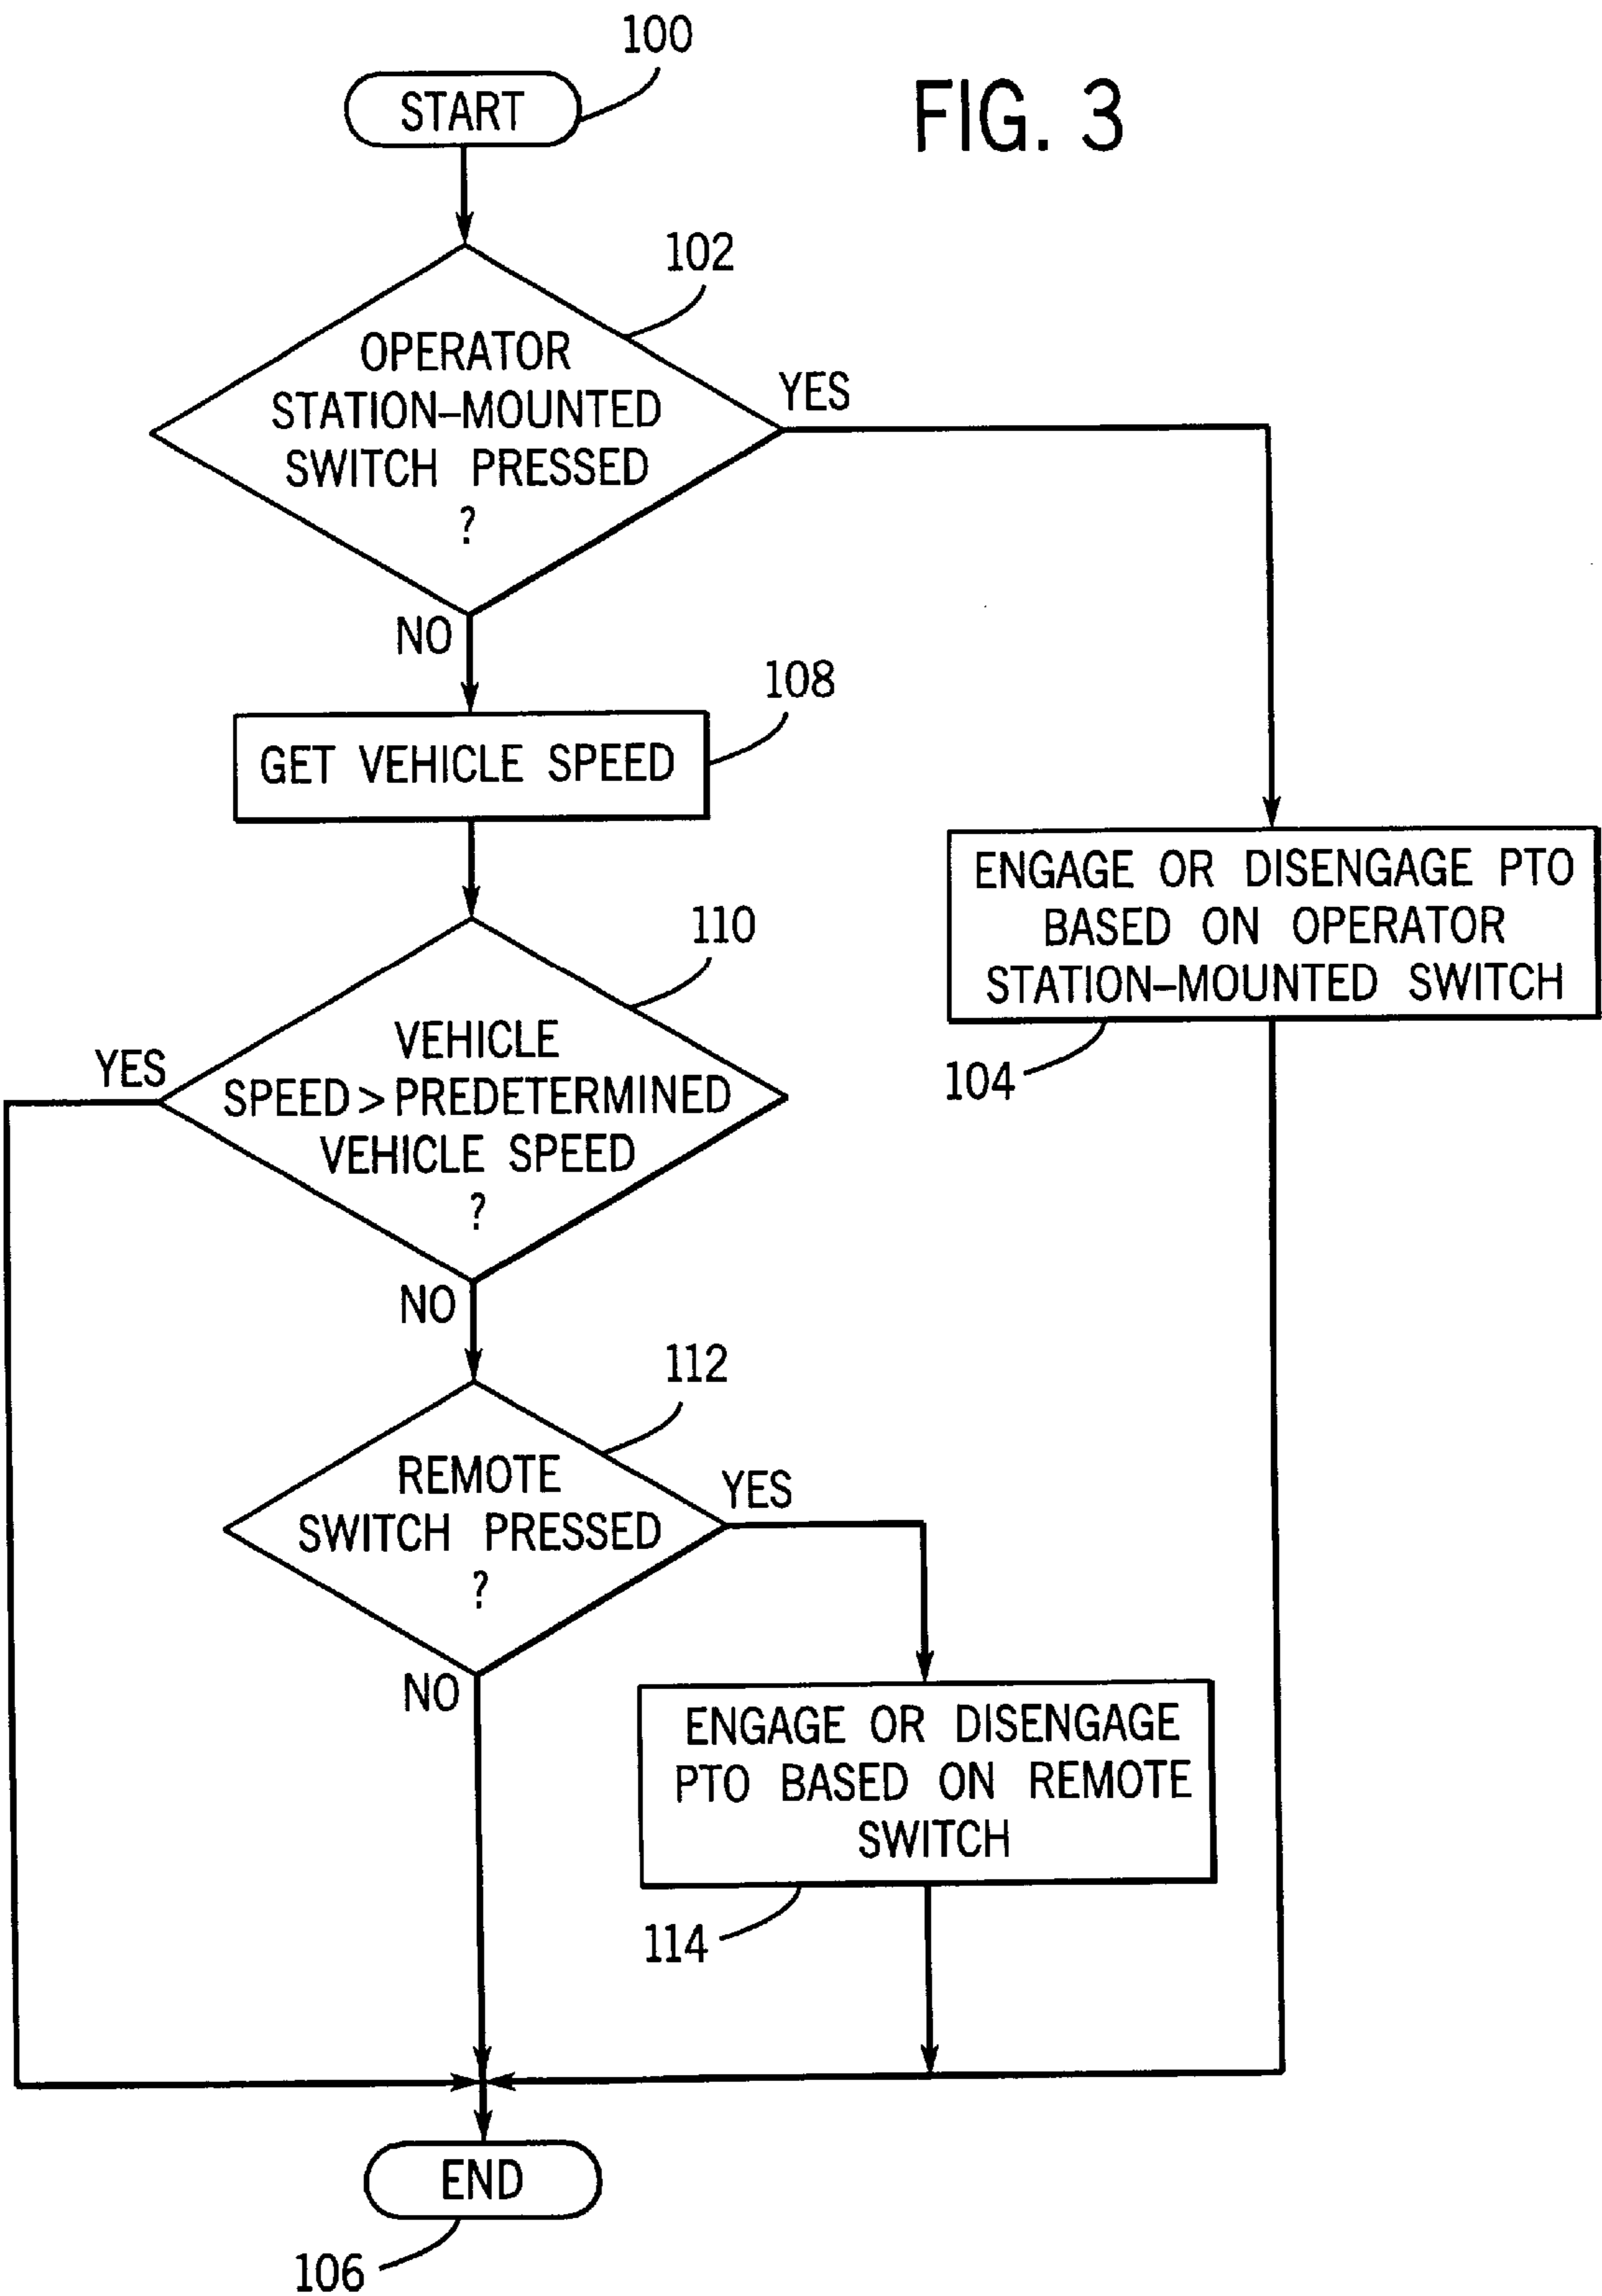 100
START
FIG. 3
102
OPERATOR
STATION–MOUNTED
SWITCH PRESSED
?
YES
NO
108
GET VEHICLE SPEED
ENGAGE OR DISENGAGE PTO
BASED ON OPERATOR
STATION–MOUNTED SWITCH
104
110
VEHICLE
SPEED > PREDETERMINED
VEHICLE SPEED
?
YES
NO
112
REMOTE
SWITCH PRESSED
?
YES
NO
ENGAGE OR DISENGAGE
PTO BASED ON REMOTE
SWITCH
114
END
106